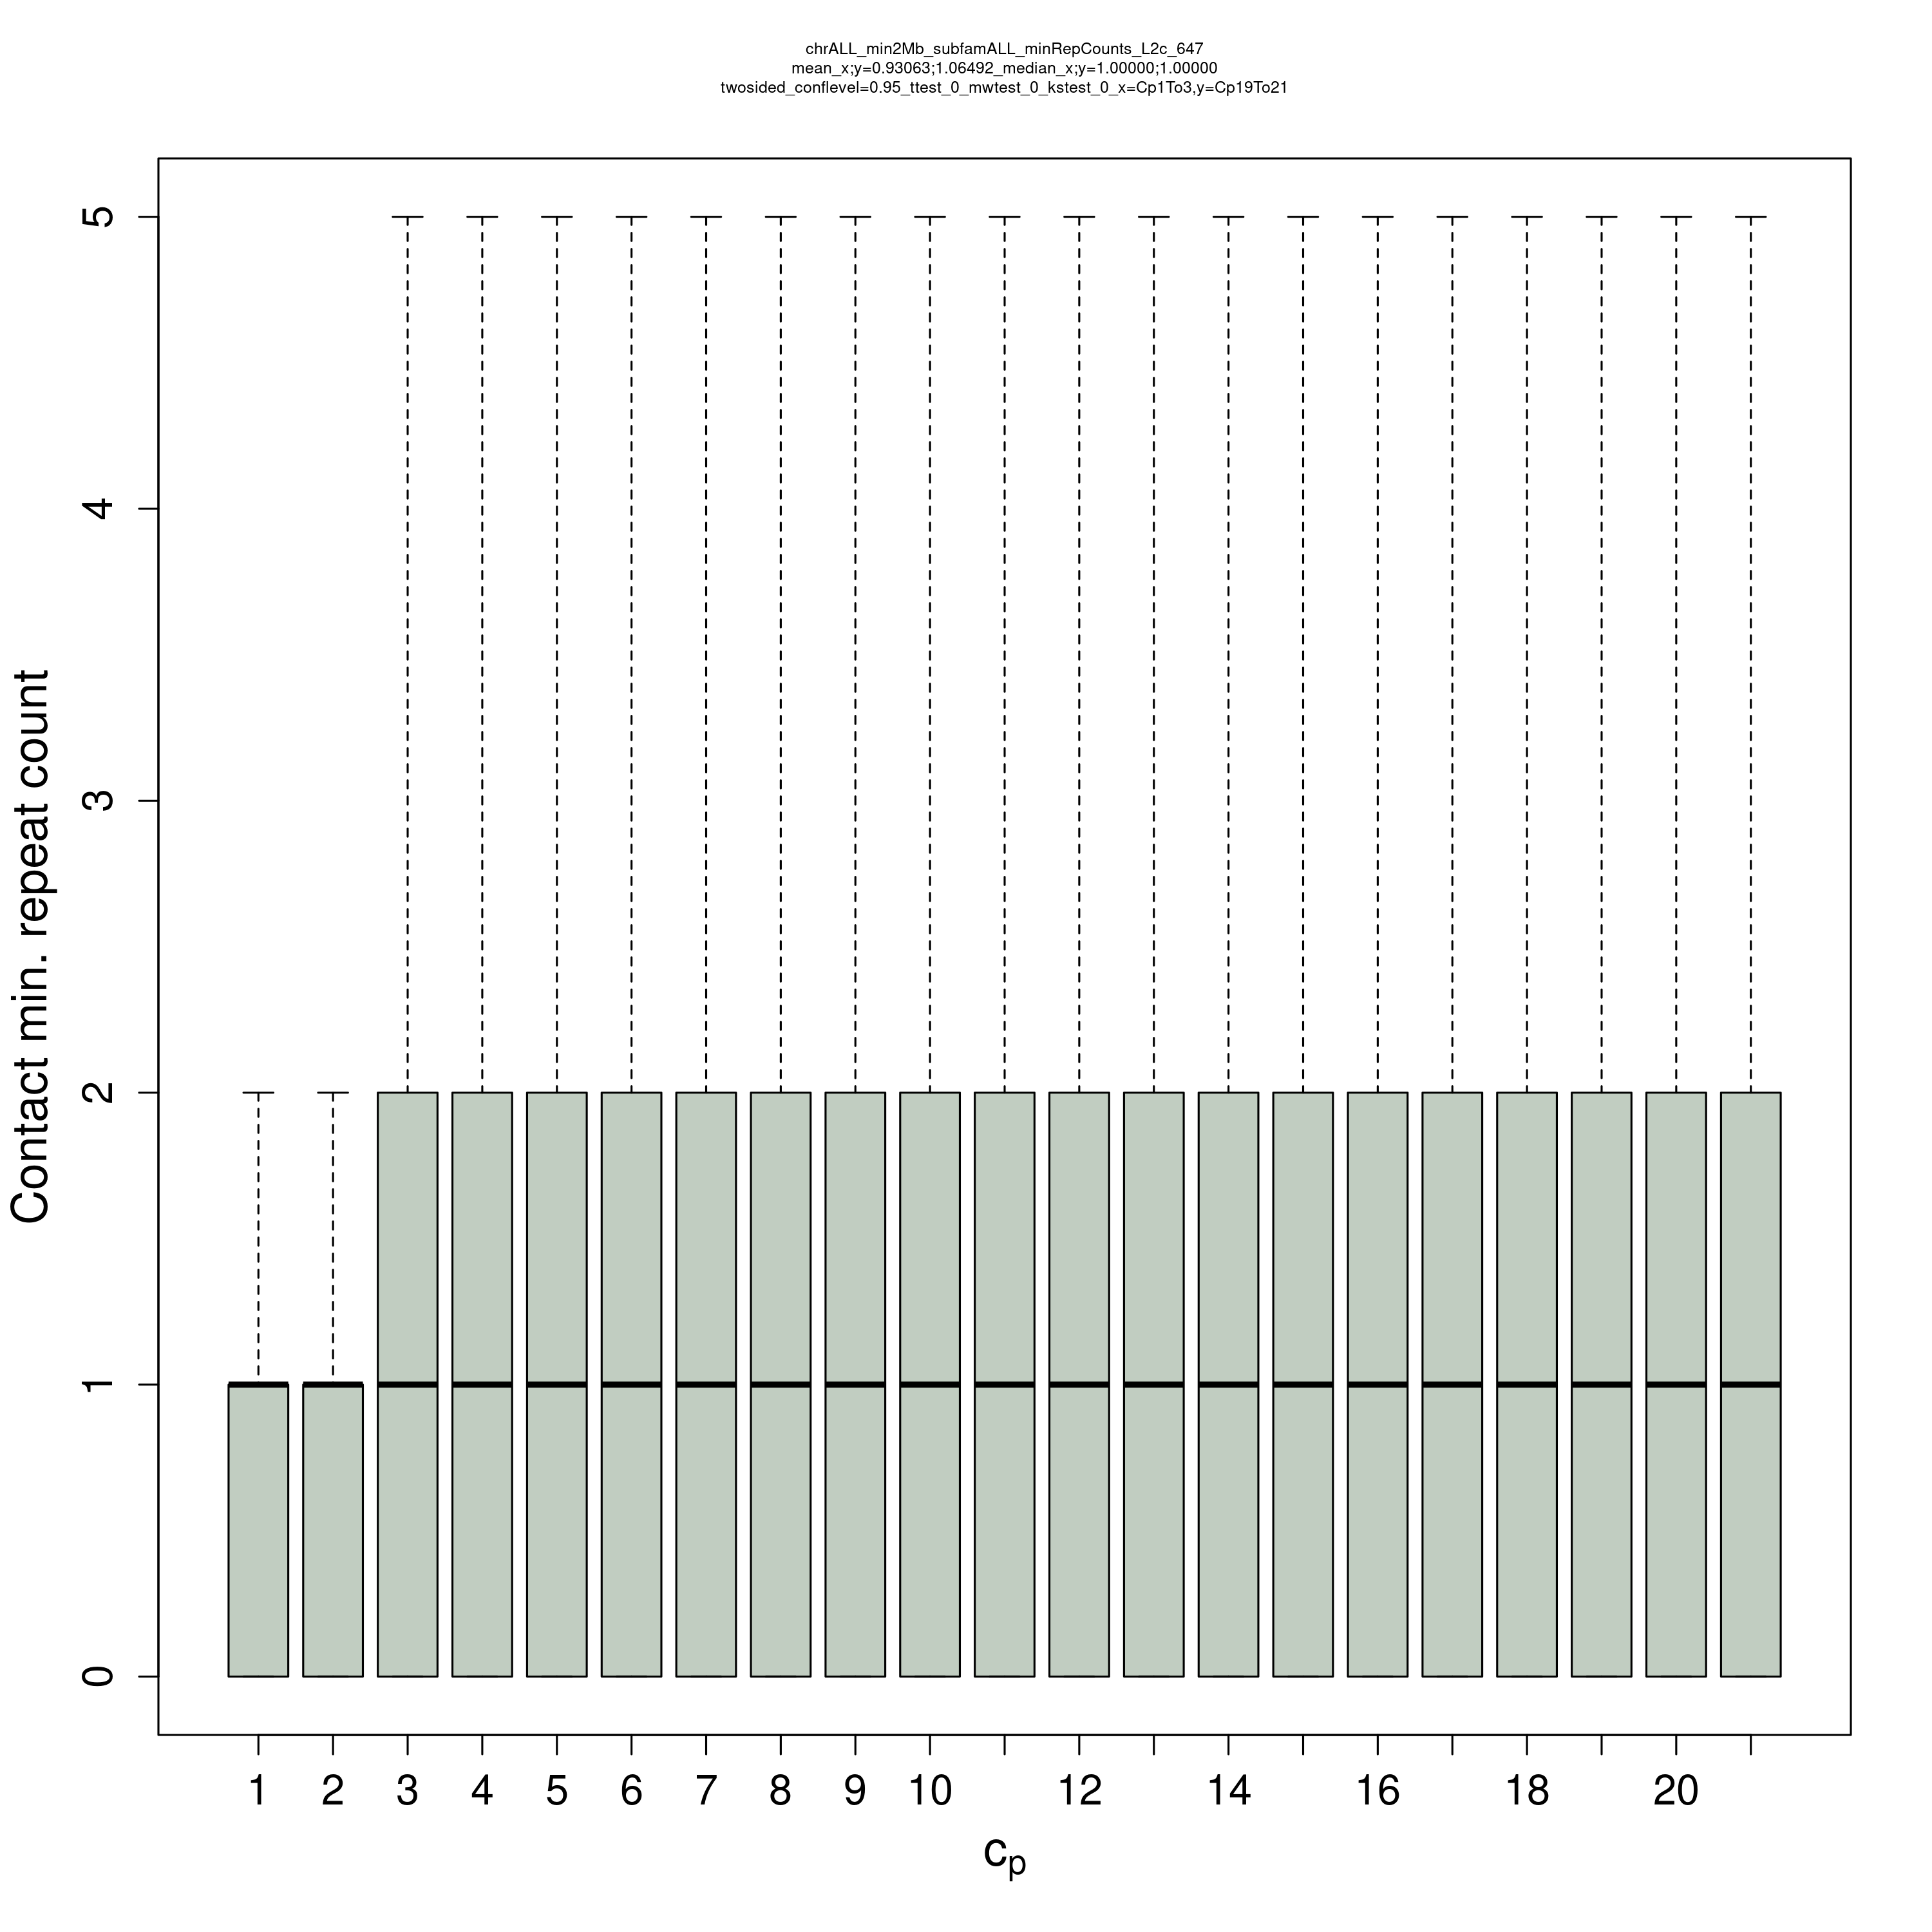 chrALL_min2Mb_subfamALL_minRepCounts_L2c_647
mean_x;y=0.93063;1.06492_median_x;y=1.00000;1.00000
twosided_conflevel=0.95_ttest_0_mwtest_0_kstest_0_x=Cp1To3,y=Cp19To21
Contact min. repeat count
5
4
3
2
1
0
1 2 3 4 5 6 7 8 9 10 12 14 16 18 20
cp